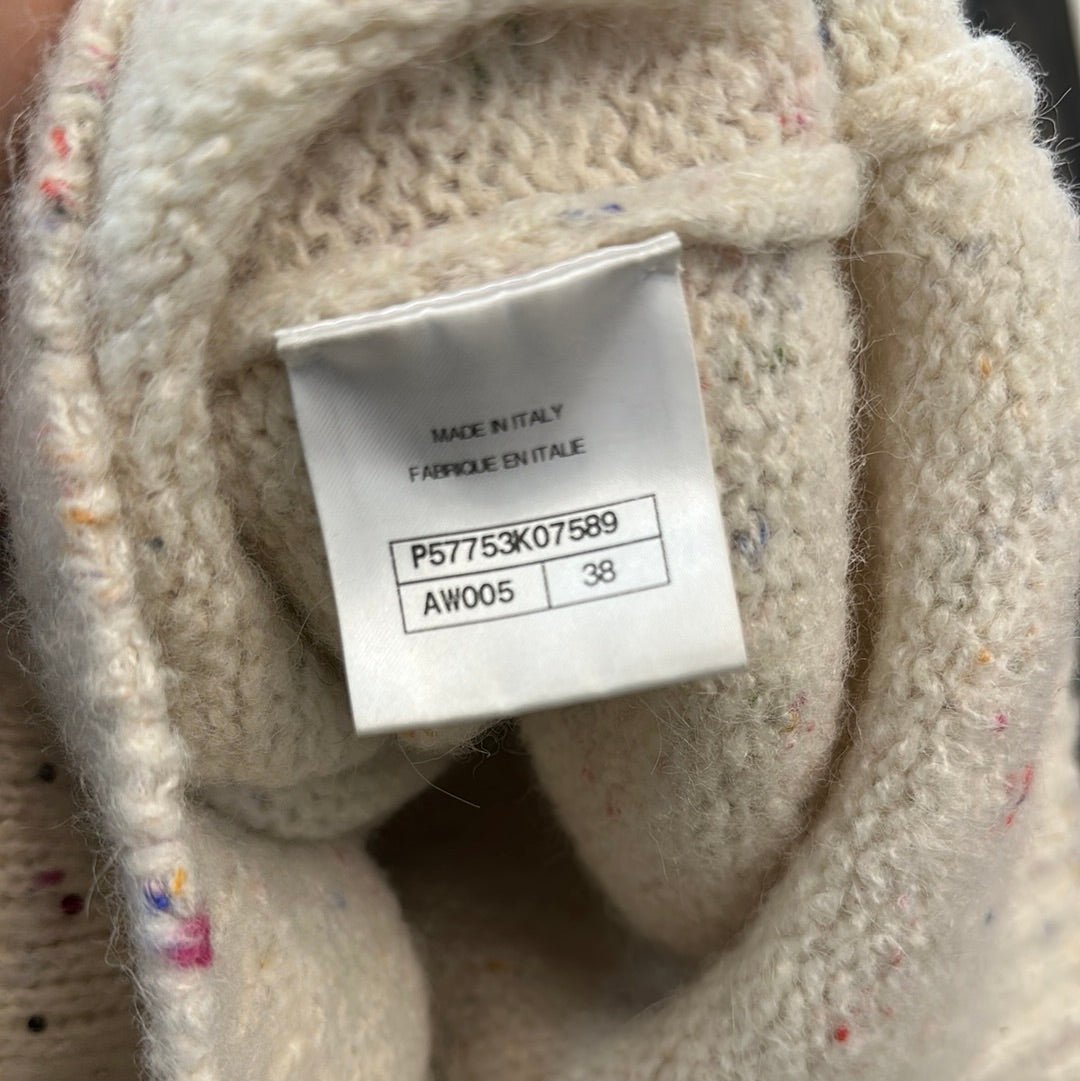 MADE IN ITALY
FABRIQUE EN ITALIE
P57753K07589
AW005 38